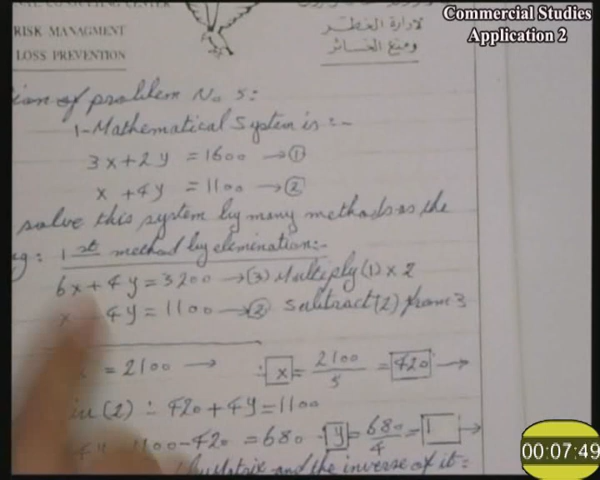 Commercial Studies
Application 2
RISK MANAGMENT
لادارة الخطر
LOSS PREVENTION
ومنع الخسائر
of problem No 5:
1-Mathematical System is:-
3x+2y =1600 →①
x +4y =1100 →②
solve this system by many methods as the
1st method by elemination:-
6x+4y=3200 →(3) Multiply(1)×2
4y=1100→② Subtract(2) from 3
=2100 → ∴ x = 2100/5 = 420 →
in (2) ∴ 420+4y=1100
1100-420 =680 ∴ y = 680/4 = 1 →
by Matrix and the inverse of it:
00:07:49